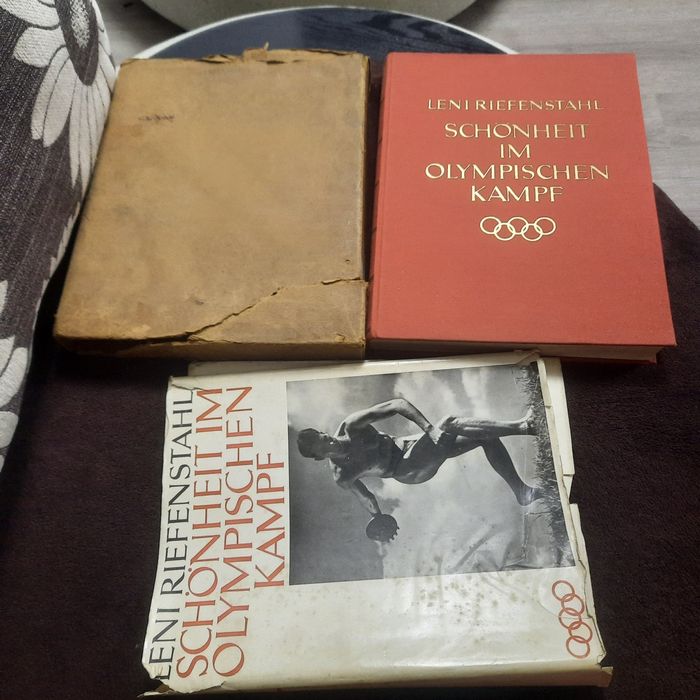 LENI RIEFENSTAHL
SCHÖNHEIT
IM
OLYMPISCHEN
KAMPF
LENI RIEFENSTAHL
SCHÖNHEIT IM
OLYMPISCHEN
KAMPF